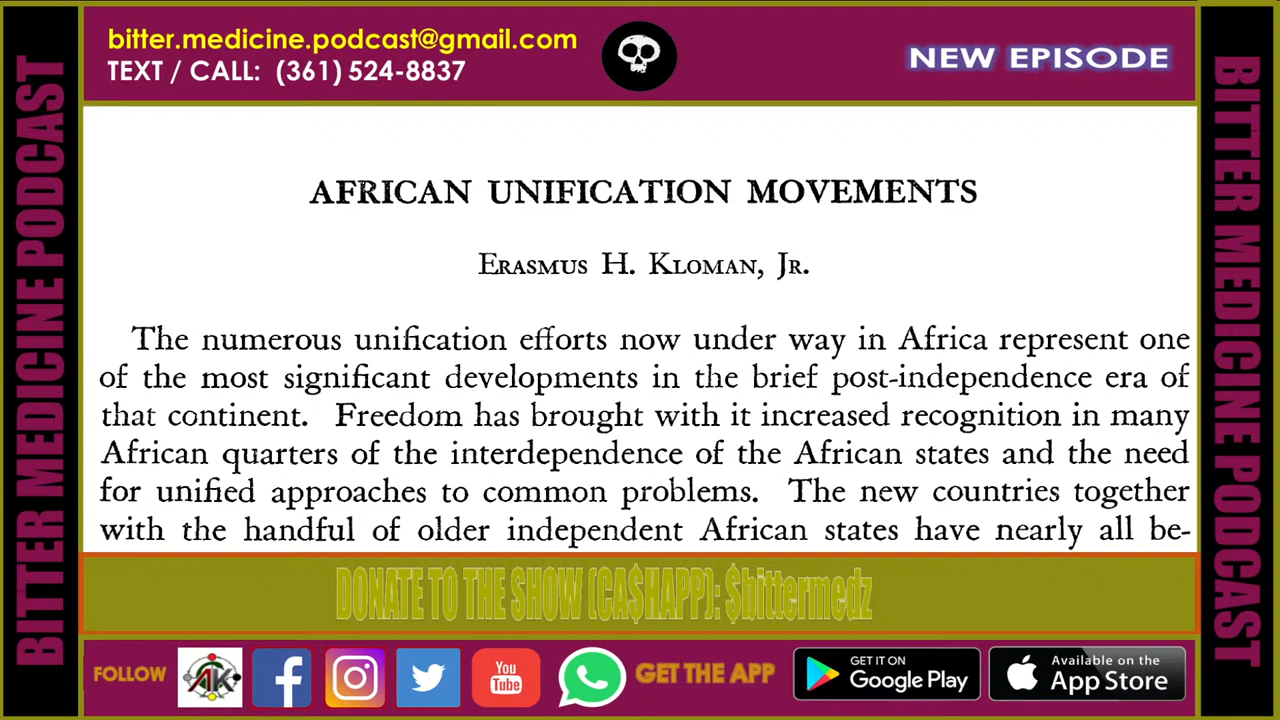 bitter.medicine.podcast@gmail.com
TEXT / CALL: (361) 524-8837
NEW EPISODE
BITTER MEDICINE PODCAST
AFRICAN UNIFICATION MOVEMENTS
ERASMUS H. KLOMAN, JR.
The numerous unification efforts now under way in Africa represent one
of the most significant developments in the brief post-independence era of
that continent. Freedom has brought with it increased recognition in many
African quarters of the interdependence of the African states and the need
for unified approaches to common problems. The new countries together
with the handful of older independent African states have nearly all be-
BITTER MEDICINE PODCAST
DONATE TO THE SHOW (CA$HAPP): $bittermedz
FOLLOW
ATK
You
Tube
GET THE APP
GET IT ON
Google Play
Available on the
App Store